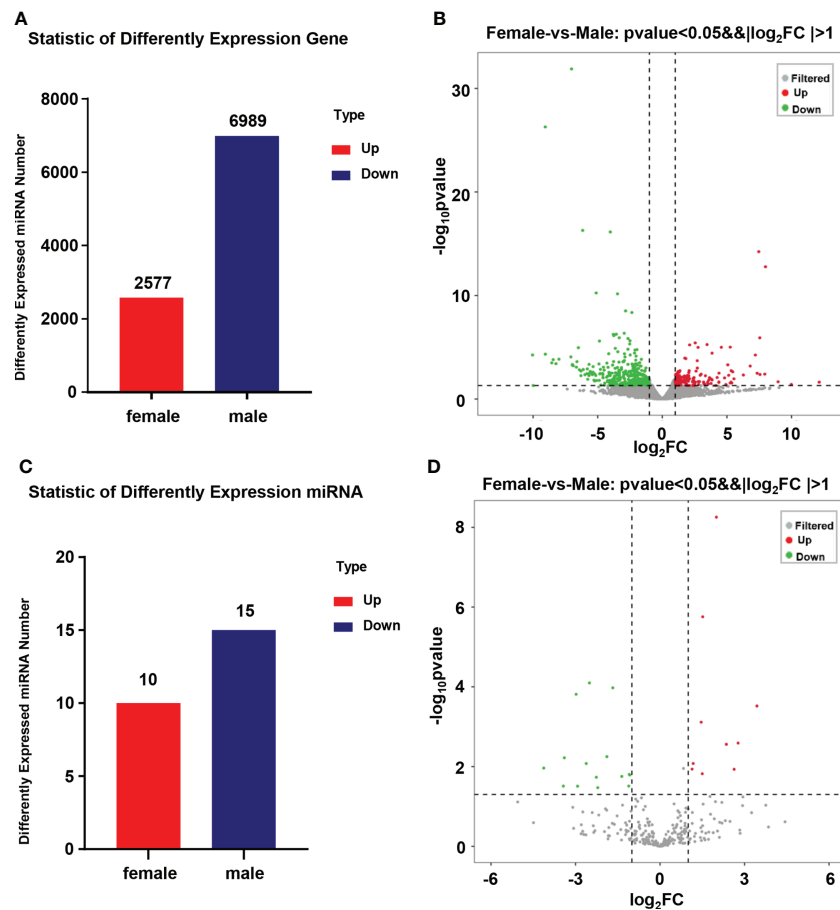 A
Statistic of Differently Expression Gene
Differently Expressed miRNA Number
8000
6000
4000
2000
0
2577
6989
female
male
Type
Up
Down
B
Female-vs-Male: pvalue<0.05&&|log₂FC |>1
-log₁₀pvalue
30
20
10
0
-10
-5
0
5
10
log₂FC
Filtered
Up
Down
C
Statistic of Differently Expression miRNA
Differently Expressed miRNA Number
20
15
10
5
0
10
15
female
male
Type
Up
Down
D
Female-vs-Male: pvalue<0.05&&|log₂FC |>1
-log₁₀pvalue
8
6
4
2
0
-6
-3
0
3
6
log₂FC
Filtered
Up
Down